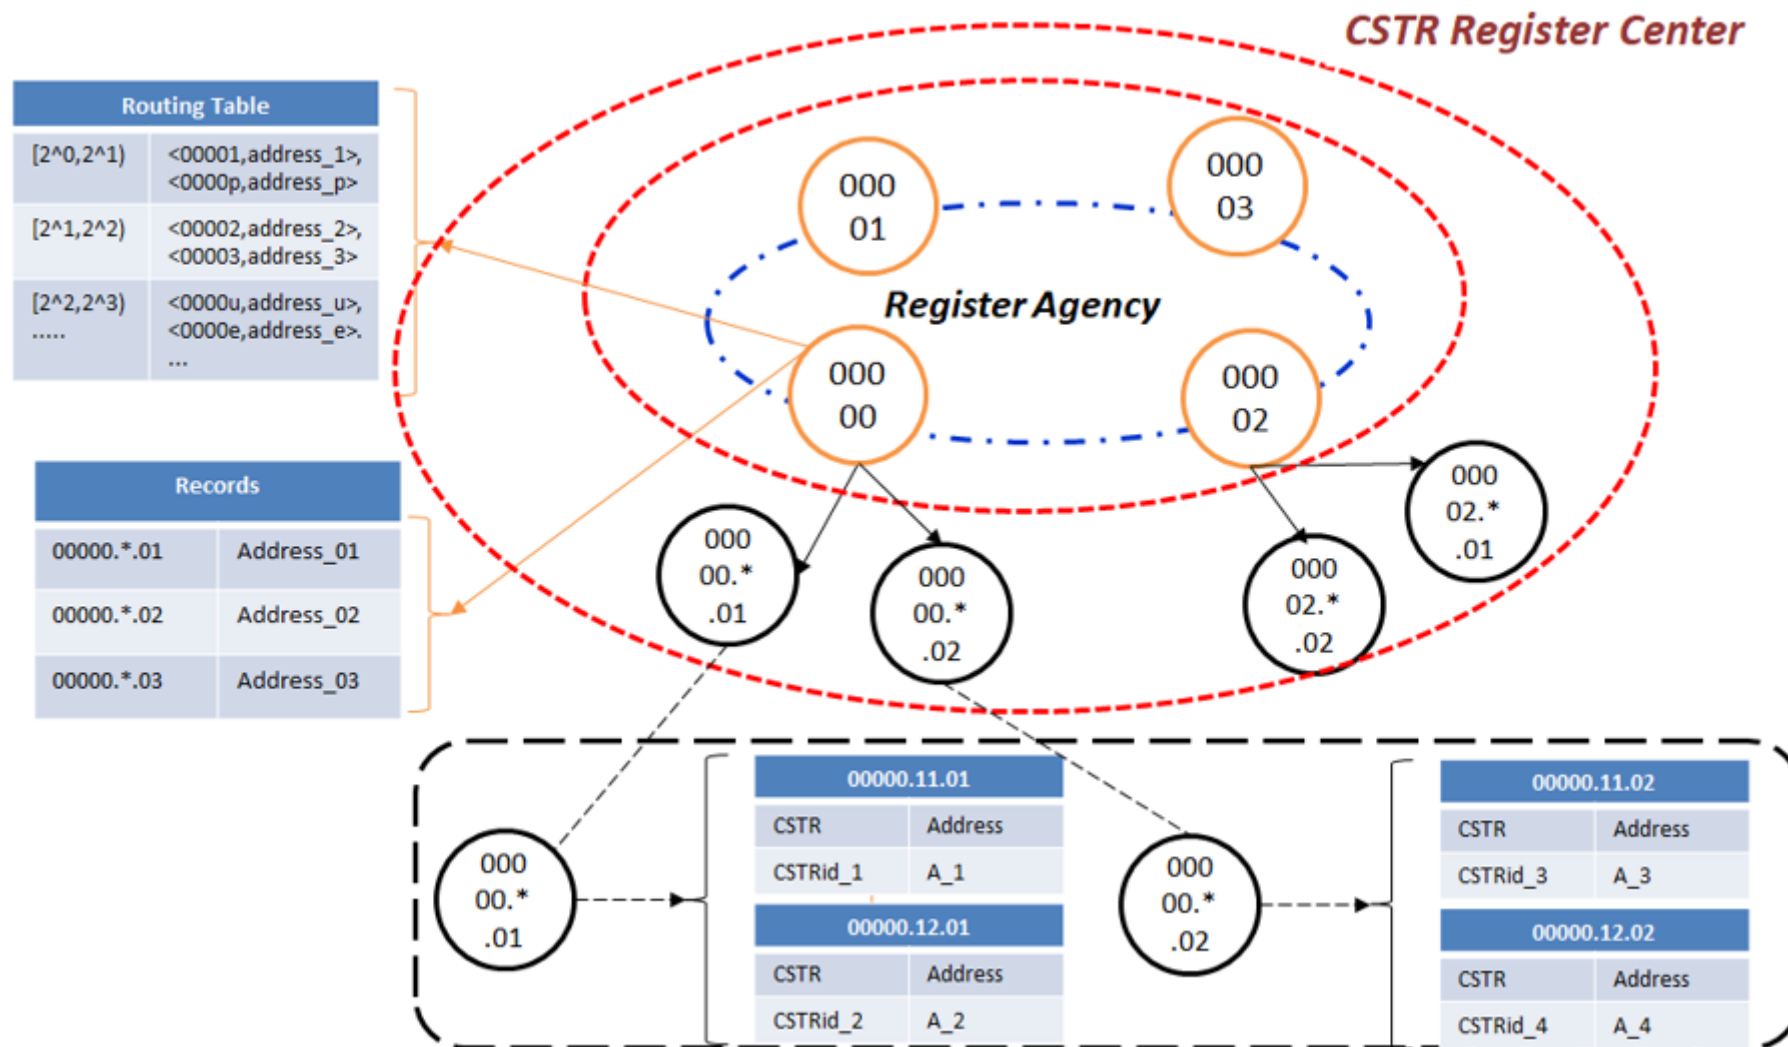 CSTR Register Center
Routing Table
[2^0,2^1) <00001,address_1>,
<0000p,address_p>
[2^1,2^2) <00002,address_2>,
<00003,address_3>
[2^2,2^3) <0000u,address_u>,
..... <0000e,address_e>.
...
000
01
000
03
Register Agency
000
00
000
02
Records
00000.*.01 Address_01
00000.*.02 Address_02
00000.*.03 Address_03
000
00.*
.01
000
00.*
.02
000
02.*
.02
000
02.*
.01
000
00.*
.01
00000.11.01
CSTR Address
CSTRid_1 A_1
00000.12.01
CSTR Address
CSTRid_2 A_2
000
00.*
.02
00000.11.02
CSTR Address
CSTRid_3 A_3
00000.12.02
CSTR Address
CSTRid_4 A_4